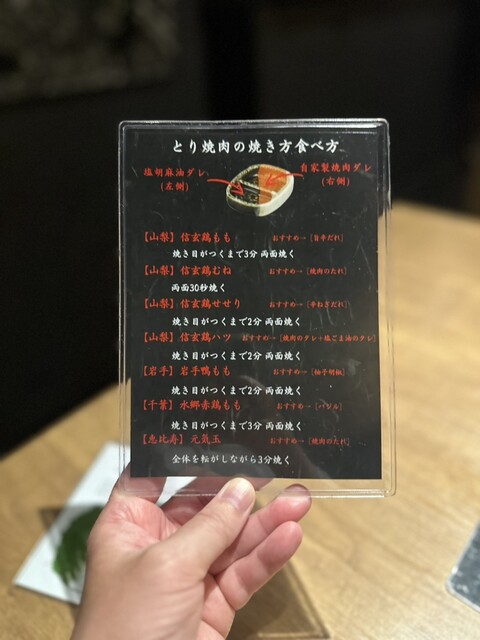 とり焼肉の焼き方食べ方
塩胡麻油ダレ
(左側)
自家製焼肉ダレ
(右側)
【山梨】信玄鶏もも おすすめ→［旨辛だれ］
焼き目がつくまで3分 両面焼く
【山梨】信玄鶏むね おすすめ→［焼肉のたれ］
両面30秒焼く
【山梨】信玄鶏せせり おすすめ→［辛ねぎだれ］
焼き目がつくまで2分 両面焼く
【山梨】信玄鶏ハツ おすすめ→［焼肉のダレ+塩ごま油のダレ］
焼き目がつくまで2分 両面焼く
【岩手】岩手鴨もも おすすめ→［柚子胡椒］
焼き目がつくまで2分 両面焼く
【千葉】水郷赤鶏もも おすすめ→［バジル］
焼き目がつくまで3分 両面焼く
【恵比寿】元気玉 おすすめ→［焼肉のたれ］
全体を転がしながら3分焼く